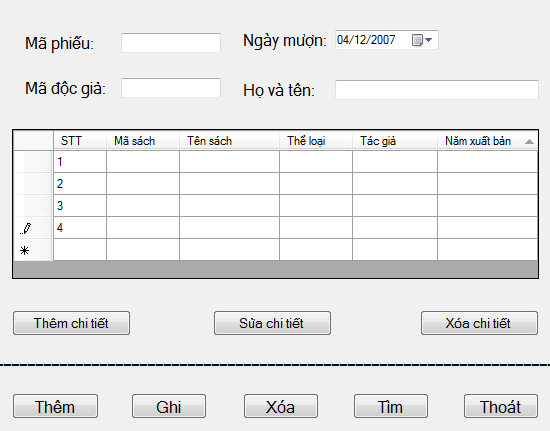 Mã phiếu: Ngày mượn: 04/12/2007
Mã độc giả: Họ và tên:
STT Mã sách Tên sách Thể loại Tác giả Năm xuất bản
1
2
3
4
Thêm chi tiết Sửa chi tiết Xóa chi tiết
Thêm Ghi Xóa Tìm Thoát